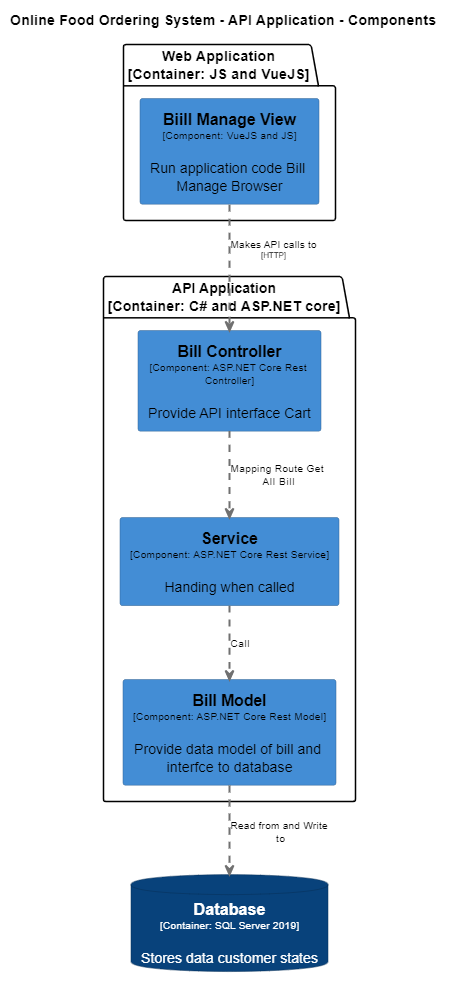 Online Food Ordering System - API Application - Components
Web Application
[Container: JS and VueJS]
Biill Manage View
[Component: VueJS and JS]
Run application code Bill
Manage Browser
Makes API calls to
[HTTP]
API Application
[Container: C# and ASP.NET core]
Bill Controller
[Component: ASP.NET Core Rest
Controller]
Provide API interface Cart
Mapping Route Get
All Bill
Service
[Component: ASP.NET Core Rest Service]
Handing when called
Call
Bill Model
[Component: ASP.NET Core Rest Model]
Provide data model of bill and
interfce to database
Read from and Write
to
Database
[Container: SQL Server 2019]
Stores data customer states